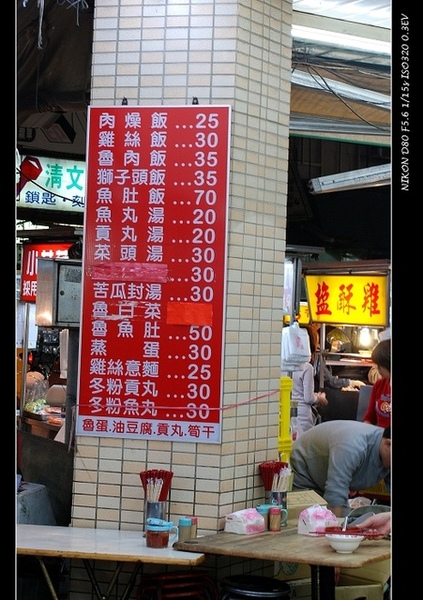 NIKON D80 F5.6 1/15s ISO320 0.3EV
肉燥飯...25
雞絲飯...30
魯肉飯...35
獅子頭飯...35
魚肚飯...70
魚丸湯...20
貢丸湯...20
菜頭湯...30
...30
苦瓜封湯...30
魯白菜
魯魚肚...50
蒸蛋...30
雞絲意麵...25
冬粉貢丸...30
冬粉魚丸...30
魯蛋.油豆腐.貢丸.筍干
清文
鎖匙.刻
鹽酥雞